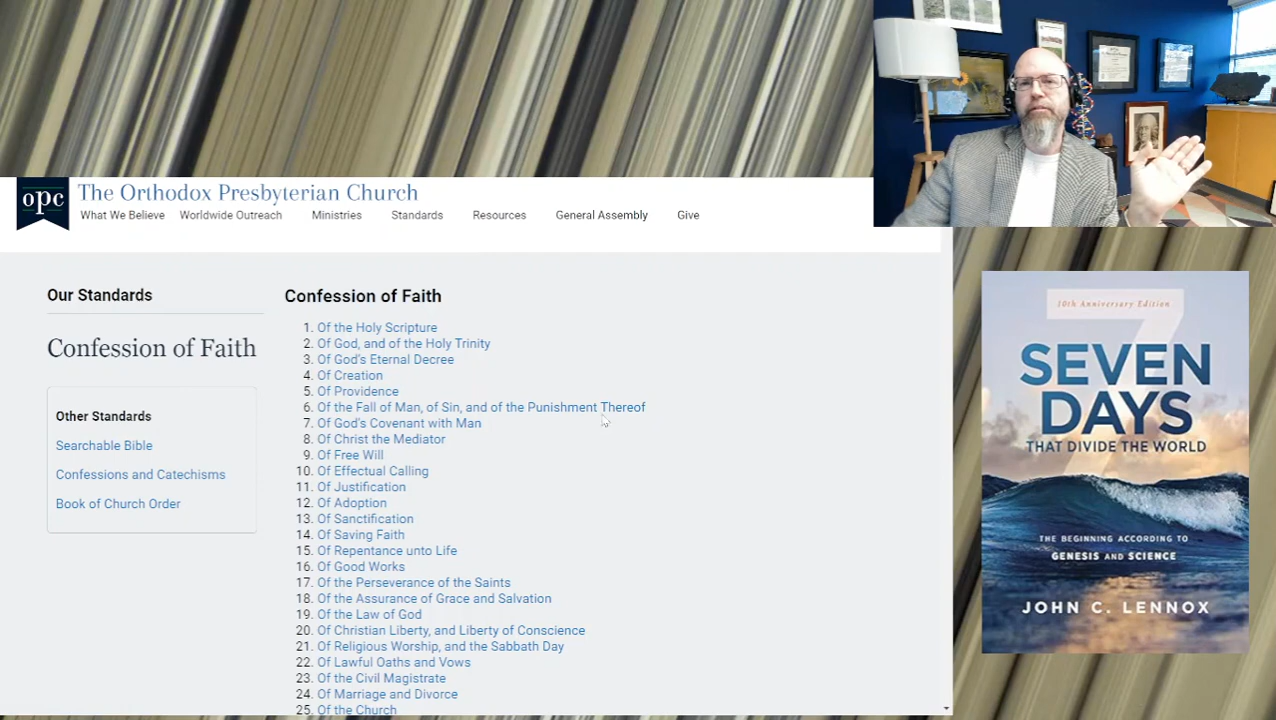 opc
The Orthodox Presbyterian Church
What We Believe Worldwide Outreach Ministries Standards Resources General Assembly Give
Our Standards
Confession of Faith
Other Standards
Searchable Bible
Confessions and Catechisms
Book of Church Order
Confession of Faith
1. Of the Holy Scripture
2. Of God, and of the Holy Trinity
3. Of God's Eternal Decree
4. Of Creation
5. Of Providence
6. Of the Fall of Man, of Sin, and of the Punishment Thereof
7. Of God's Covenant with Man
8. Of Christ the Mediator
9. Of Free Will
10. Of Effectual Calling
11. Of Justification
12. Of Adoption
13. Of Sanctification
14. Of Saving Faith
15. Of Repentance unto Life
16. Of Good Works
17. Of the Perseverance of the Saints
18. Of the Assurance of Grace and Salvation
19. Of the Law of God
20. Of Christian Liberty, and Liberty of Conscience
21. Of Religious Worship, and the Sabbath Day
22. Of Lawful Oaths and Vows
23. Of the Civil Magistrate
24. Of Marriage and Divorce
25. Of the Church
10th Anniversary Edition
7
SEVEN
DAYS
THAT DIVIDE THE WORLD
THE BEGINNING ACCORDING TO
GENESIS AND SCIENCE
JOHN C. LENNOX